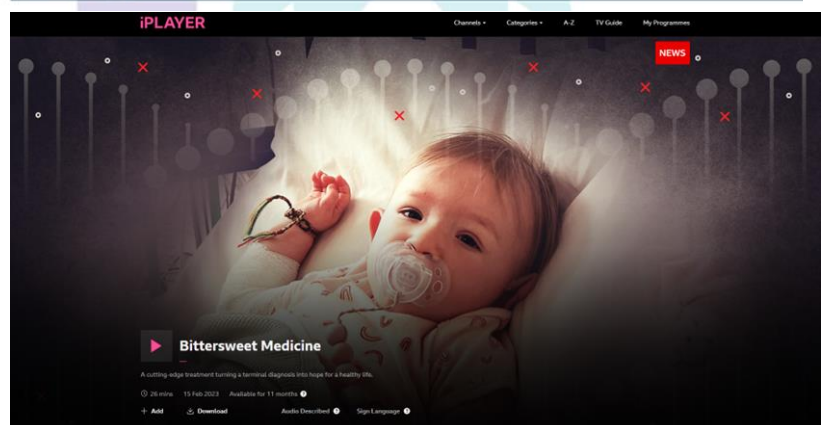 iPLAYER
Channels
Categories
A-Z
TV Guide
My Programmes
NEWS
Bittersweet Medicine
A cutting-edge treatment turning a terminal diagnosis into hope for a healthy life.
26 mins 15 Feb 2023 Available for 11 months ?
+ Add Download Audio Described ? Sign Language ?